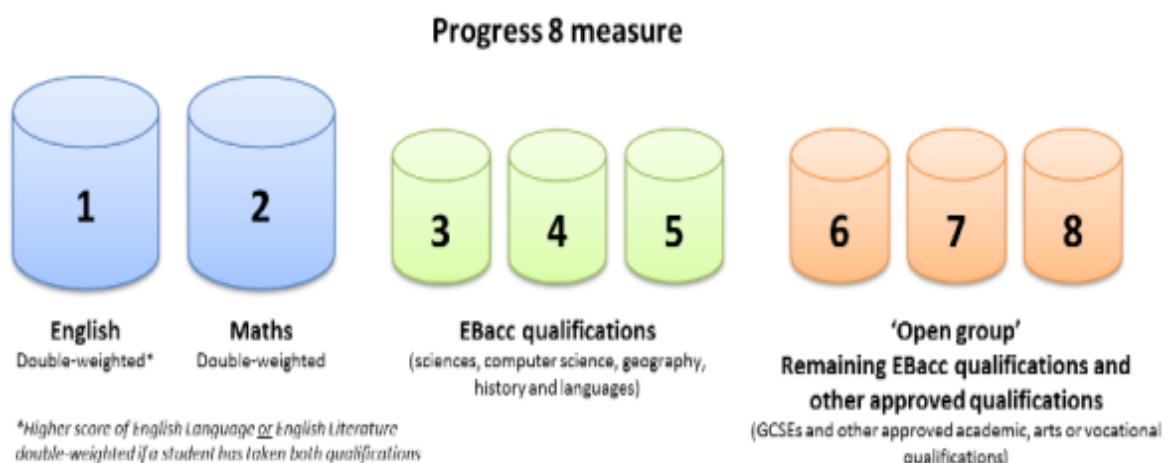 Progress 8 measure
1
2
3
4
5
6
7
8
English
Double-weighted*
Maths
Double-weighted
EBacc qualifications
(sciences, computer science, geography,
history and languages)
'Open group'
Remaining EBacc qualifications and
other approved qualifications
(GCSEs and other approved academic, arts or vocational
qualifications)
*Higher score of English Language or English Literature
double-weighted if a student has taken both qualifications